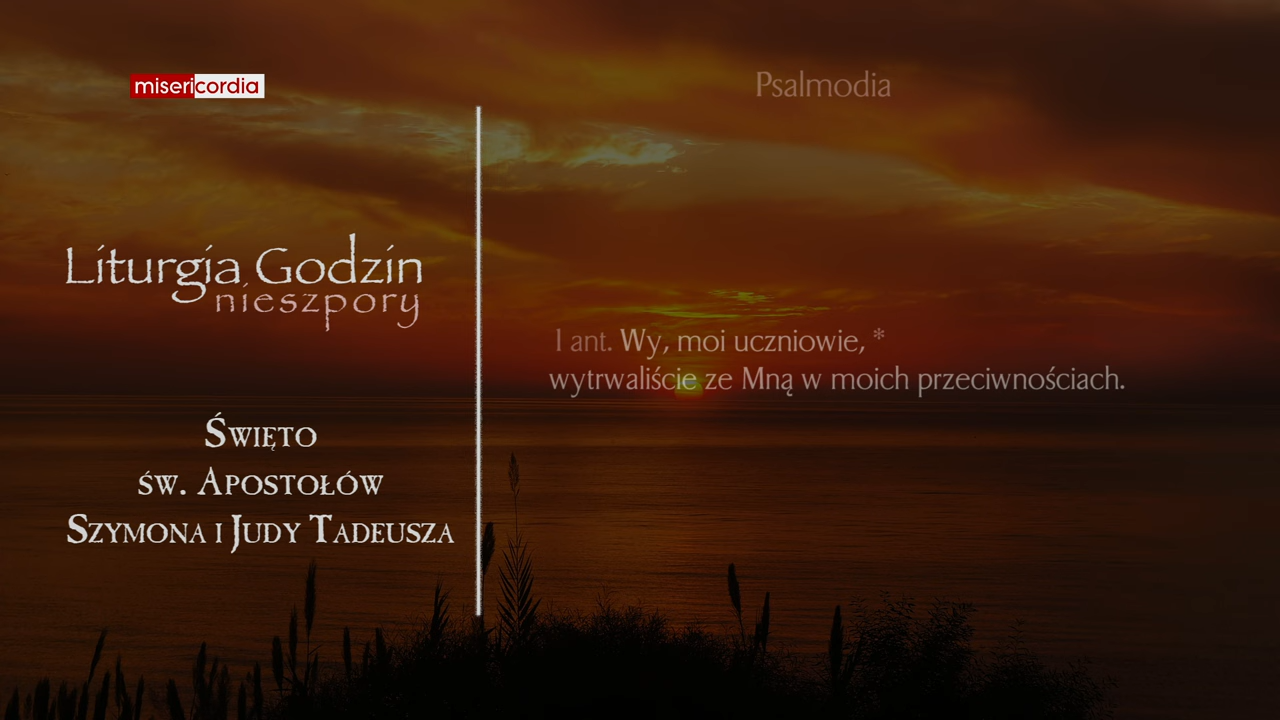 misericordia
Liturgia Godzin
nieszpory
Święto
św. Apostołów
Szymona i Judy Tadeusza
Psalmodia
1 ant. Wy, moi uczniowie, *
wytrwaliście ze Mną w moich przeciwnościach.